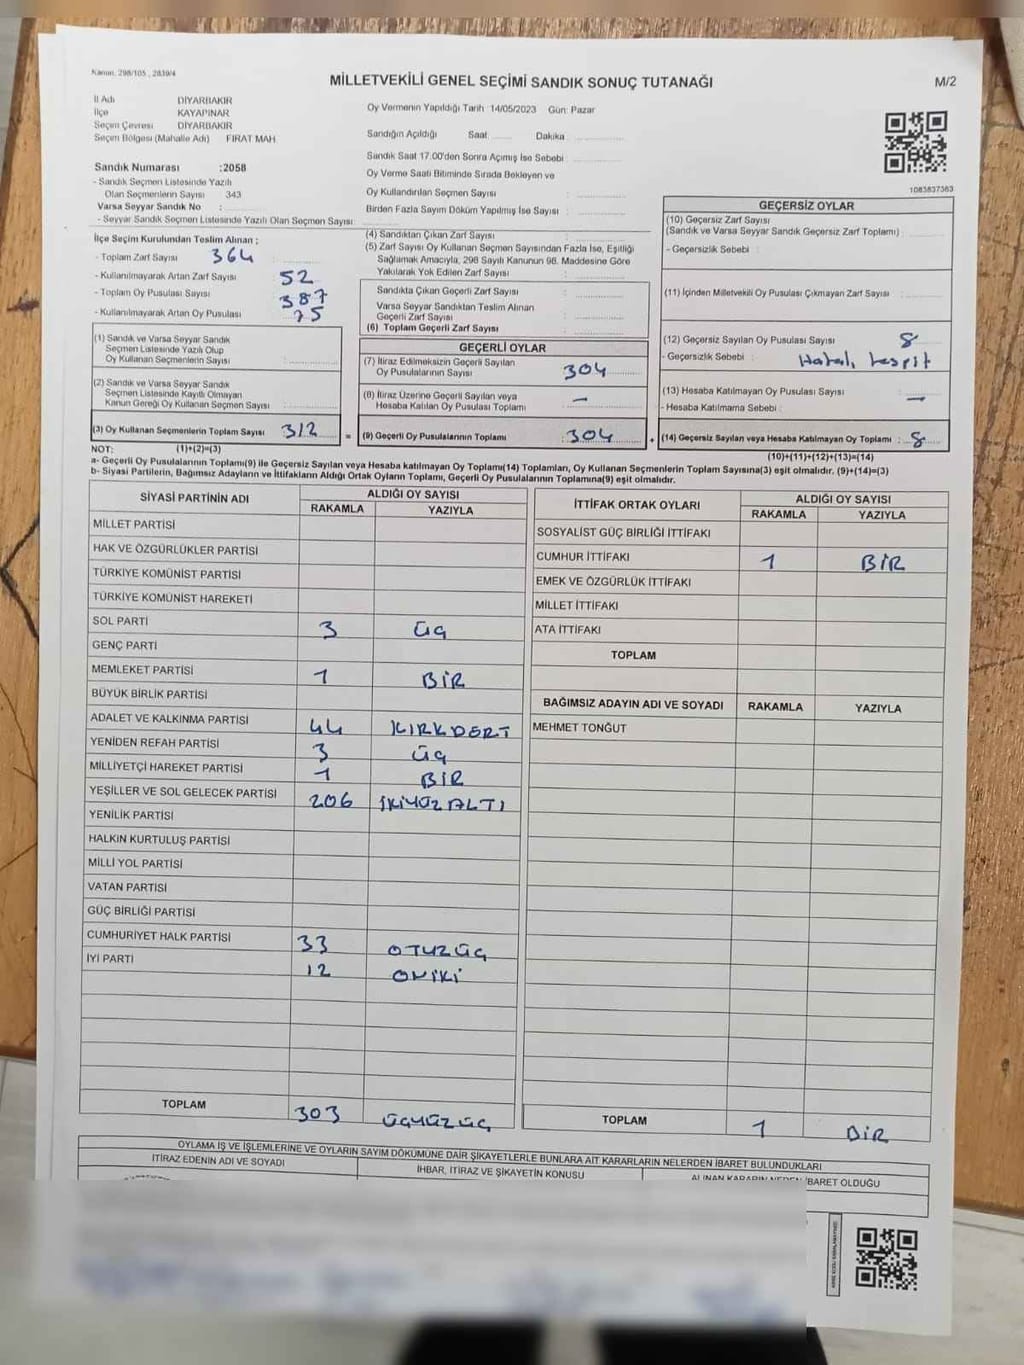 Kanun, 298/105, 2839/4
MİLLETVEKİLİ GENEL SEÇİMİ SANDIK SONUÇ TUTANAĞI
M/2
İl Adı DİYARBAKIR
İlçe KAYAPINAR
Seçim Çevresi DİYARBAKIR
Seçim Bölgesi (Mahalle Adı) FIRAT MAH
Sandık Numarası :2058
- Sandık Seçmen Listesinde Yazılı
Olan Seçmenlerin Sayısı : 343
Varsa Seyyar Sandık No :
- Seyyar Sandık Seçmen Listesinde Yazılı Olan Seçmen Sayısı:
Oy Vermenin Yapıldığı Tarih :14/05/2023 Gün: Pazar
Sandığın Açıldığı Saat Dakika
Sandık Saat 17.00'den Sonra Açımış İse Sebebi :
Oy Verme Saati Bitiminde Sırada Bekleyen ve
Oy Kullandırılan Seçmen Sayısı :
Birden Fazla Sayım Döküm Yapılmış İse Sayısı :
1083837363
İlçe Seçim Kurulundan Teslim Alınan ;
- Toplam Zarf Sayısı 364
- Kullanılmayarak Artan Zarf Sayısı 52
- Toplam Oy Pusulası Sayısı 387
- Kullanılmayarak Artan Oy Pusulası 75
(1) Sandık ve Varsa Seyyar Sandık
Seçmen Listesinde Yazılı Olup
Oy Kullanan Seçmenlerin Sayısı :
(2) Sandık ve Varsa Seyyar Sandık
Seçmen Listesinde Kayıtlı Olmayan
Kanun Gereği Oy Kullanan Seçmen Sayısı :
(3) Oy Kullanan Seçmenlerin Toplam Sayısı : 312 =
(4) Sandıktan Çıkan Zarf Sayısı :
(5) Zarf Sayısı Oy Kullanan Seçmen Sayısından Fazla İse, Eşitliği
Sağlamak Amacıyla, 298 Sayılı Kanunun 98. Maddesine Göre
Yakılarak Yok Edilen Zarf Sayısı :
Sandıkta Çıkan Geçerli Zarf Sayısı :
Varsa Seyyar Sandıktan Teslim Alınan
Geçerli Zarf Sayısı :
(6) Toplam Geçerli Zarf Sayısı :
GEÇERLİ OYLAR
(7) İtiraz Edilmeksizin Geçerli Sayılan
Oy Pusulalarının Sayısı : 304
(8) İtiraz Üzerine Geçerli Sayılan veya
Hesaba Katılan Oy Pusulası Toplamı : -
(9) Geçerli Oy Pusulalarının Toplamı : 304 +
GEÇERSİZ OYLAR
(10) Geçersiz Zarf Sayısı
(Sandık ve Varsa Seyyar Sandık Geçersiz Zarf Toplamı) :
- Geçersizlik Sebebi :
(11) İçinden Milletvekili Oy Pusulası Çıkmayan Zarf Sayısı :
(12) Geçersiz Sayılan Oy Pusulası Sayısı : 8
- Geçersizlik Sebebi : Hatalı tespit
(13) Hesaba Katılmayan Oy Pusulası Sayısı : -
- Hesaba Katılmama Sebebi :
(14) Geçersiz Sayılan veya Hesaba Katılmayan Oy Toplamı : 8
NOT: (1)+(2)=(3) (10)+(11)+(12)+(13)=(14)
a- Geçerli Oy Pusulalarının Toplamı(9) ile Geçersiz Sayılan veya Hesaba katılmayan Oy Toplamı(14) Toplamları, Oy Kullanan Seçmenlerin Toplam Sayısına(3) eşit olmalıdır. (9)+(14)=(3)
b- Siyasi Partilerin, Bağımsız Adayların ve İttifakların Aldığı Ortak Oyların Toplamı, Geçerli Oy Pusulalarının Toplamına(9) eşit olmalıdır.
SİYASİ PARTİNİN ADI ALDIĞI OY SAYISI
RAKAMLA YAZIYLA
MİLLET PARTİSİ
HAK VE ÖZGÜRLÜKLER PARTİSİ
TÜRKİYE KOMÜNİST PARTİSİ
TÜRKİYE KOMÜNİST HAREKETİ
SOL PARTİ 3 ÜÇ
GENÇ PARTİ
MEMLEKET PARTİSİ 1 BİR
BÜYÜK BİRLİK PARTİSİ
ADALET VE KALKINMA PARTİSİ 44 KIRKDÖRT
YENİDEN REFAH PARTİSİ 3 ÜÇ
MİLLİYETÇİ HAREKET PARTİSİ 1 BİR
YEŞİLLER VE SOL GELECEK PARTİSİ 206 İKİYÜZALTI
YENİLİK PARTİSİ
HALKIN KURTULUŞ PARTİSİ
MİLLİ YOL PARTİSİ
VATAN PARTİSİ
GÜÇ BİRLİĞİ PARTİSİ
CUMHURİYET HALK PARTİSİ 33 OTUZÜÇ
İYİ PARTİ 12 ONİKİ
TOPLAM 303 ÜÇYÜZÜÇ
İTTİFAK ORTAK OYLARI ALDIĞI OY SAYISI
RAKAMLA YAZIYLA
SOSYALİST GÜÇ BİRLİĞİ İTTİFAKI
CUMHUR İTTİFAKI 1 BİR
EMEK VE ÖZGÜRLÜK İTTİFAKI
MİLLET İTTİFAKI
ATA İTTİFAKI
TOPLAM
BAĞIMSIZ ADAYIN ADI VE SOYADI RAKAMLA YAZIYLA
MEHMET TONĞUT
TOPLAM 1 BİR
OYLAMA İŞ VE İŞLEMLERİNE VE OYLARIN SAYIM DÖKÜMÜNE DAİR ŞİKAYETLERLE BUNLARA AİT KARARLARIN NELERDEN İBARET BULUNDUKLARI
İTİRAZ EDENİN ADI VE SOYADI
İHBAR, İTİRAZ VE ŞİKAYETİN KONUSU
ALINAN KARARIN NEDEN İBARET OLDUĞU